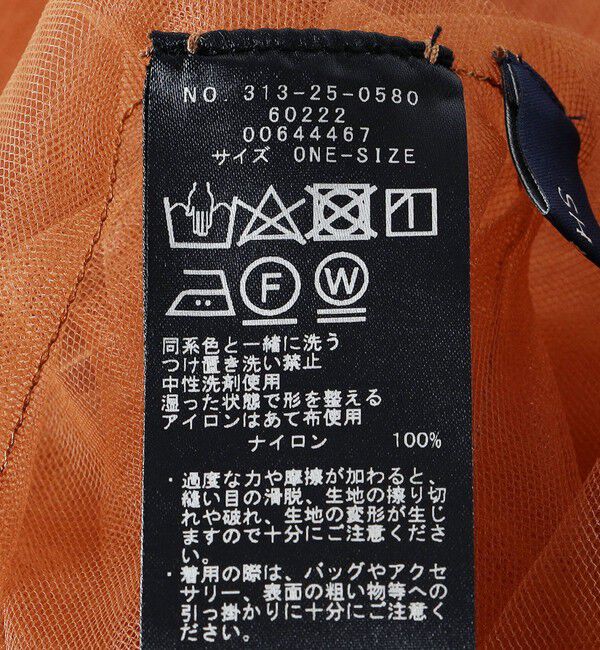 NO. 313-25-0580
60222
00644467
サイズ ONE-SIZE
F W
同系色と一緒に洗う
つけ置き洗い禁止
中性洗剤使用
湿った状態で形を整える
アイロンはあて布使用
ナイロン 100%
・過度な力や摩擦が加わると、
縫い目の滑脱、生地の擦り切
れや破れ、生地の変形が生じ
ますので十分にご注意くださ
い。
・着用の際は、バッグやアクセ
サリー、表面の粗い物等への
引っ掛かりに十分にご注意
ください。